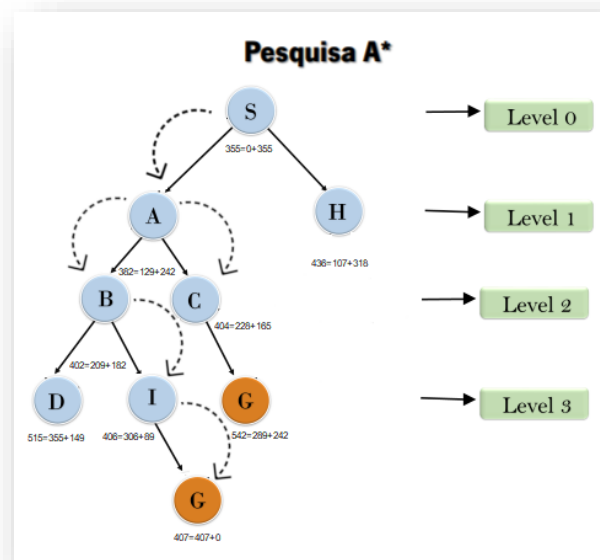 Pesquisa A*
S
Level 0
355=0+355
A
H
Level 1
436=107+318
382=129+242
B
C
Level 2
404=228+165
402=209+182
D
I
G
Level 3
515=355+149
406=306+89
542=289+242
G
407=407+0